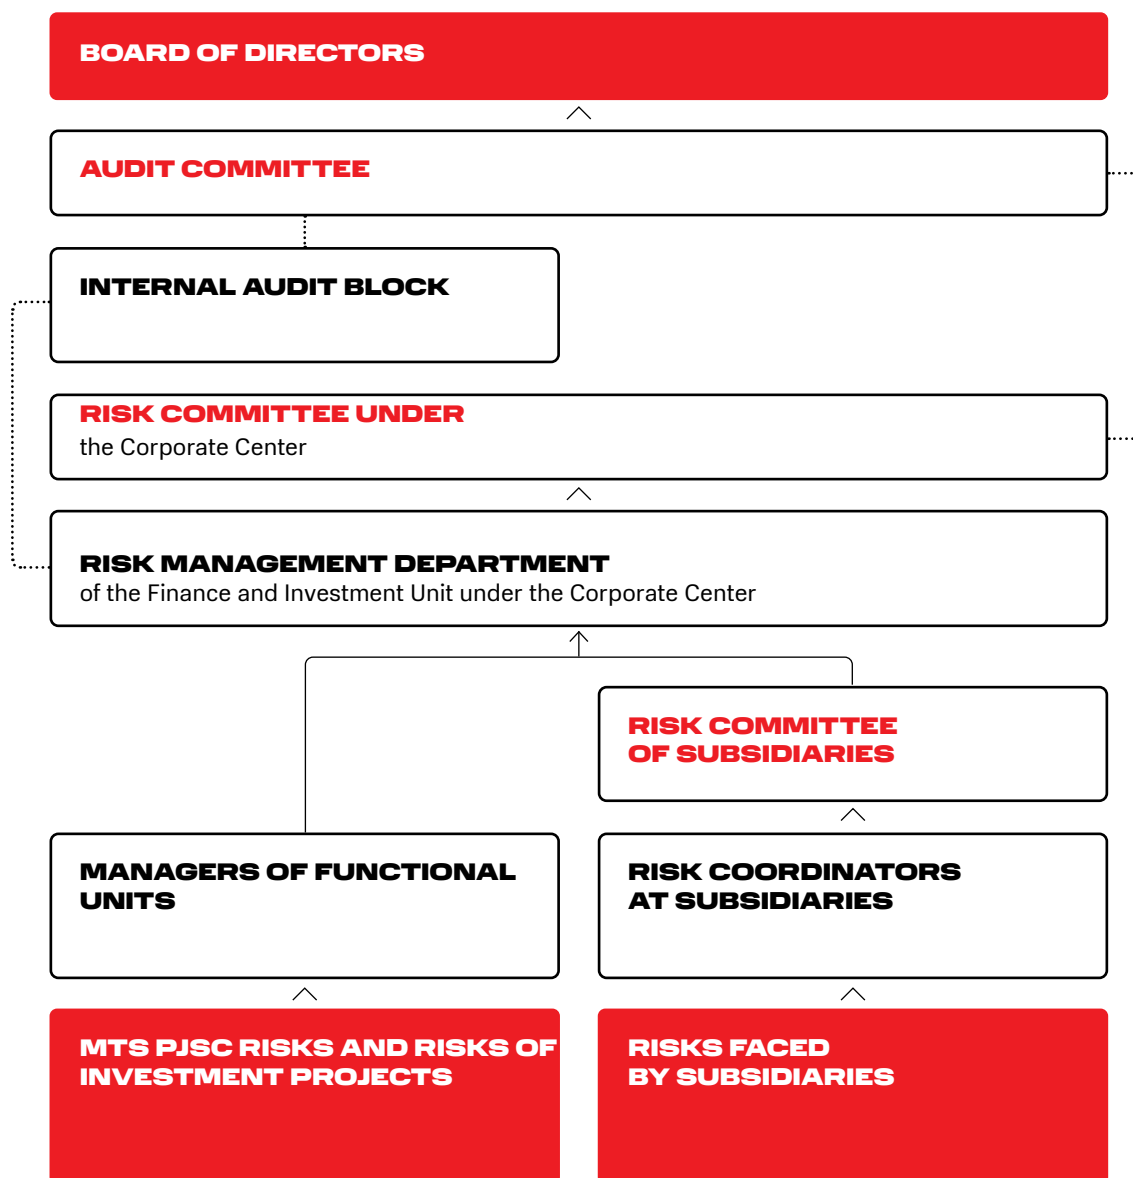 BOARD OF DIRECTORS
AUDIT COMMITTEE
INTERNAL AUDIT BLOCK
RISK COMMITTEE UNDER
the Corporate Center
RISK MANAGEMENT DEPARTMENT
of the Finance and Investment Unit under the Corporate Center
RISK COMMITTEE
OF SUBSIDIARIES
MANAGERS OF FUNCTIONAL
UNITS
RISK COORDINATORS
AT SUBSIDIARIES
MTS PJSC RISKS AND RISKS OF
INVESTMENT PROJECTS
RISKS FACED
BY SUBSIDIARIES